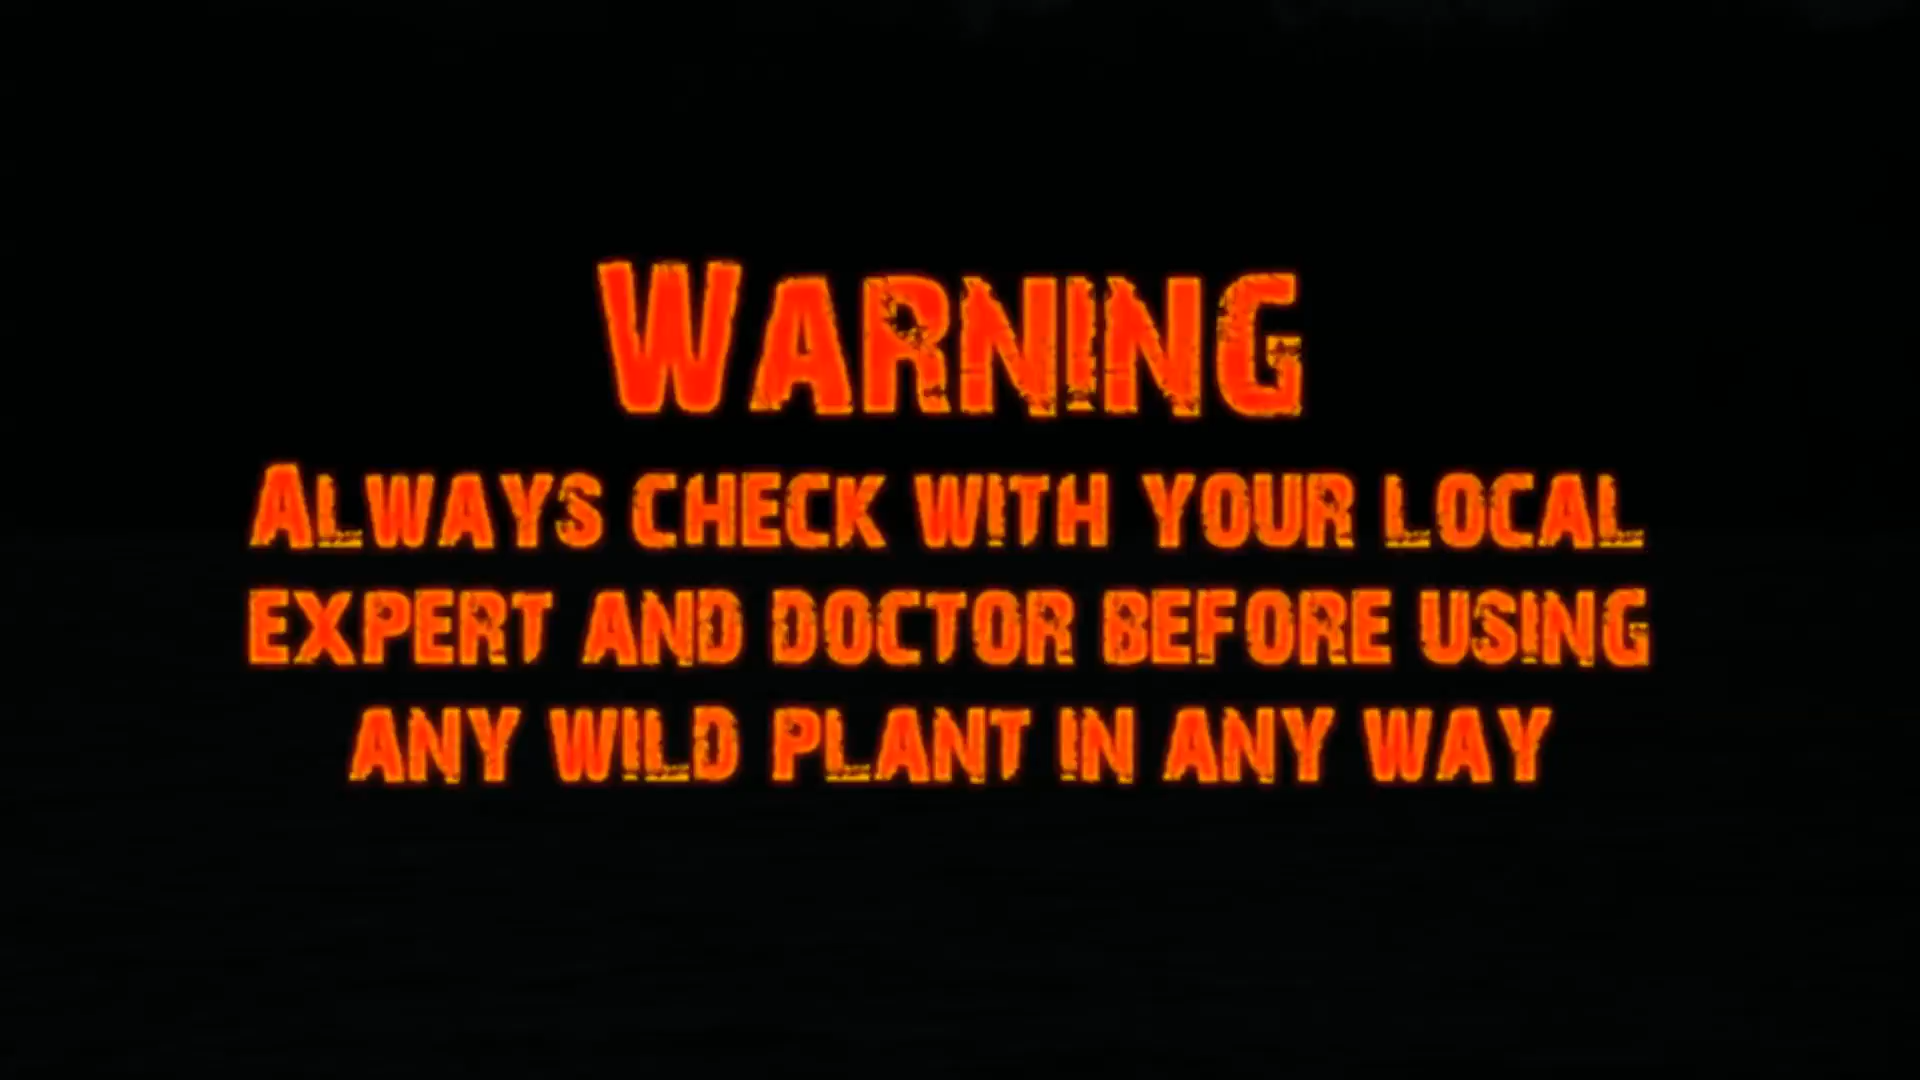 Warning
Always check with your local
expert and doctor before using
any wild plant in any way